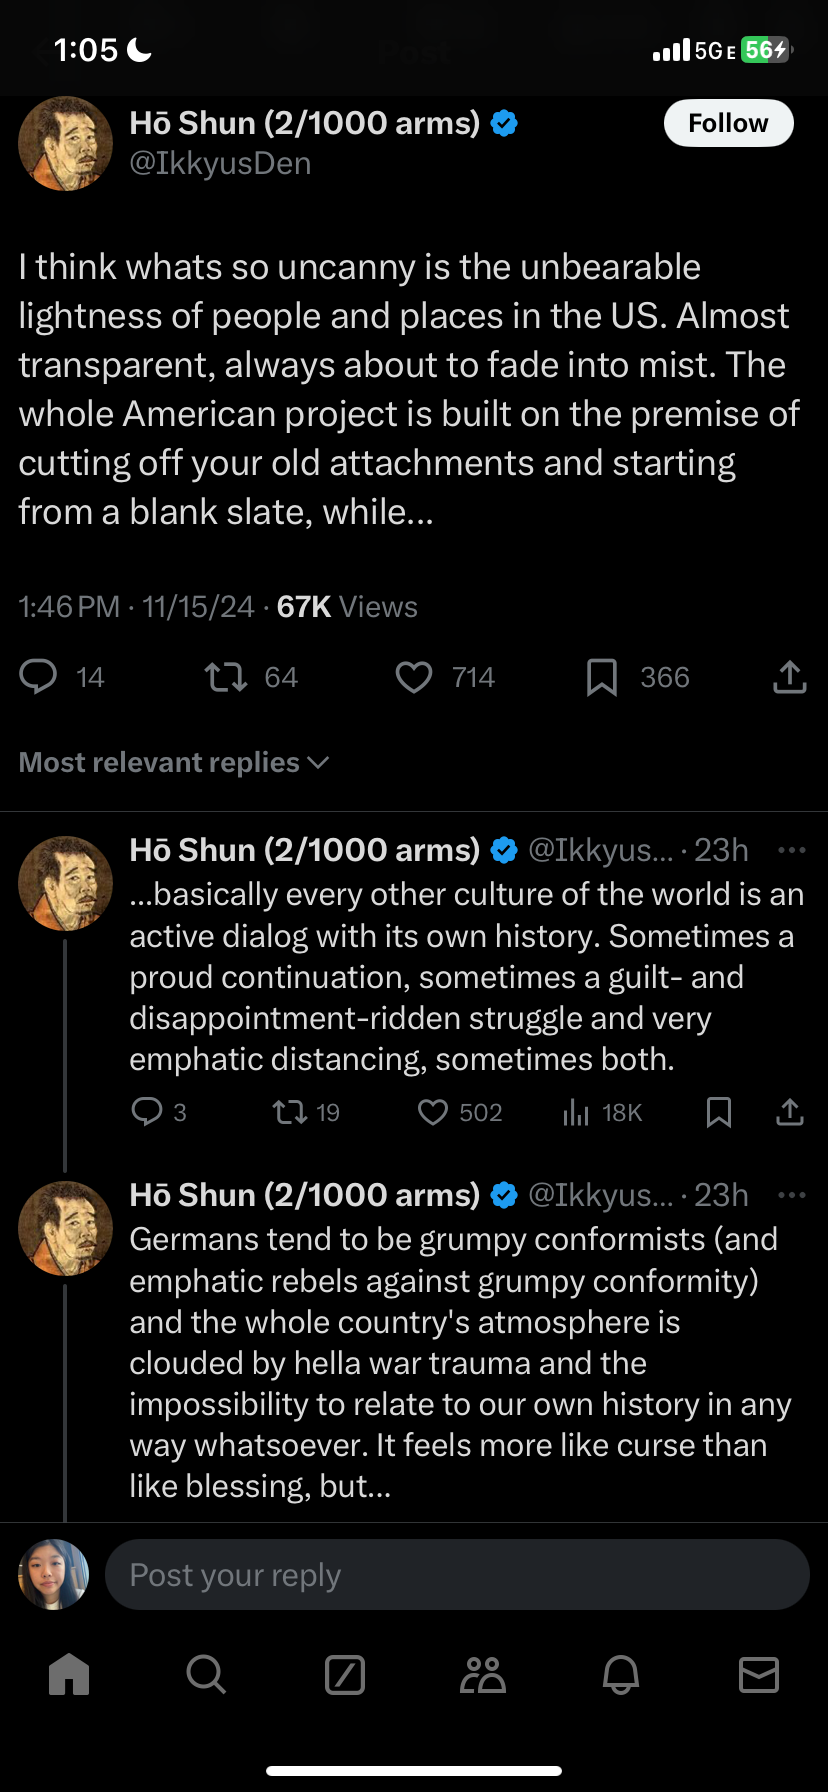 1:05
5G E 56
Post
Hō Shun (2/1000 arms)
Follow
@IkkyusDen
I think whats so uncanny is the unbearable
lightness of people and places in the US. Almost
transparent, always about to fade into mist. The
whole American project is built on the premise of
cutting off your old attachments and starting
from a blank slate, while...
1:46 PM · 11/15/24 · 67K Views
14 64 714 366
Most relevant replies
Hō Shun (2/1000 arms) @Ikkyus... · 23h
...basically every other culture of the world is an
active dialog with its own history. Sometimes a
proud continuation, sometimes a guilt- and
disappointment-ridden struggle and very
emphatic distancing, sometimes both.
3 19 502 18K
Hō Shun (2/1000 arms) @Ikkyus... · 23h
Germans tend to be grumpy conformists (and
emphatic rebels against grumpy conformity)
and the whole country's atmosphere is
clouded by hella war trauma and the
impossibility to relate to our own history in any
way whatsoever. It feels more like curse than
like blessing, but...
Post your reply